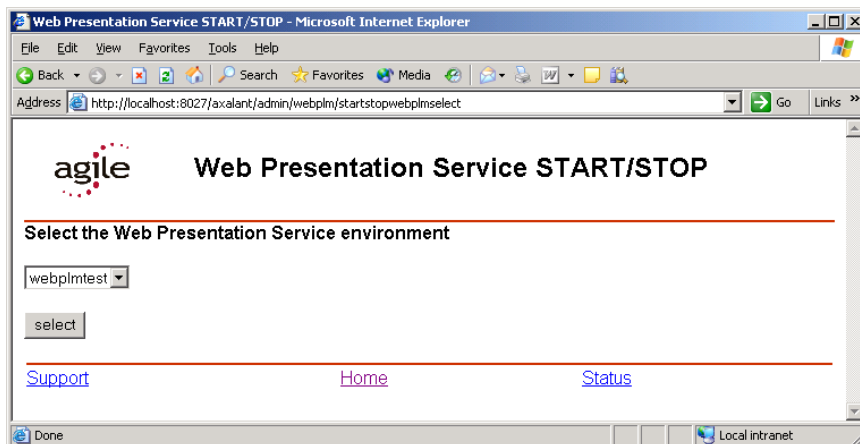 Web Presentation Service START/STOP - Microsoft Internet Explorer
File Edit View Favorites Tools Help
Back Search Favorites Media
Address http://localhost:8027/axalant/admin/webplm/startstopwebplmselect Go Links »
agile Web Presentation Service START/STOP
Select the Web Presentation Service environment
webplmtest
select
Support Home Status
Done Local intranet